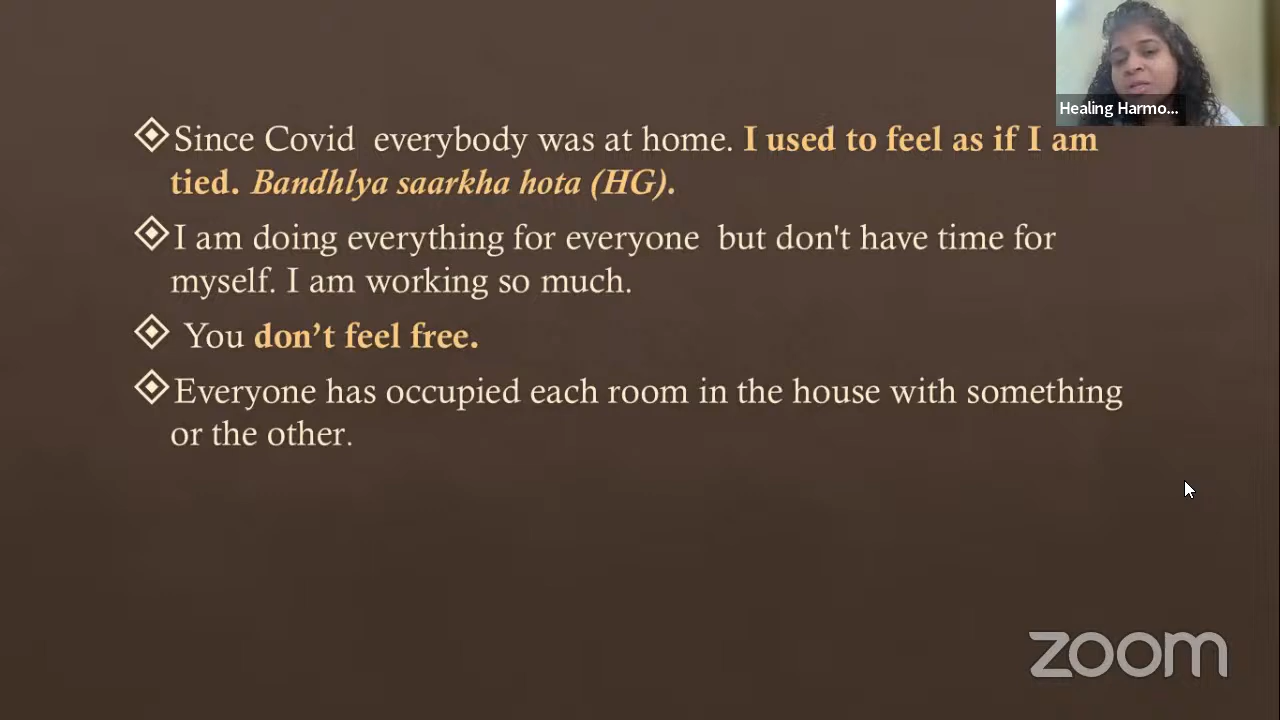 Healing Harmo...
Since Covid everybody was at home. I used to feel as if I am
tied. Bandhlya saarkha hota (HG).
I am doing everything for everyone but don't have time for
myself. I am working so much.
You don’t feel free.
Everyone has occupied each room in the house with something
or the other.
zoom